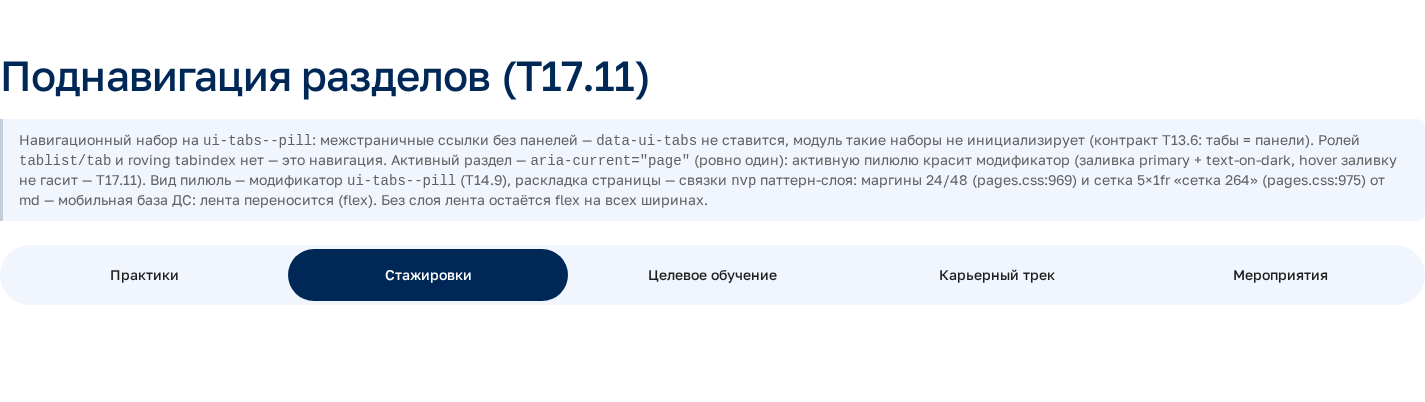 Поднавигация разделов (T17.11)
Навигационный набор на ui-tabs--pill: межстраничные ссылки без панелей — data-ui-tabs не ставится, модуль такие наборы не инициализирует (контракт T13.6: табы = панели). Ролей
tablist/tab и roving tabindex нет — это навигация. Активный раздел — aria-current="page" (ровно один): активную пилюлю красит модификатор (заливка primary + text-on-dark, hover заливку
не гасит — T17.11). Вид пилюль — модификатор ui-tabs--pill (T14.9), раскладка страницы — связки nvp паттерн-слоя: маргины 24/48 (pages.css:969) и сетка 5×1fr «сетка 264» (pages.css:975) от
md — мобильная база ДС: лента переносится (flex). Без слоя лента остаётся flex на всех ширинах.
Практики Стажировки Целевое обучение Карьерный трек Мероприятия